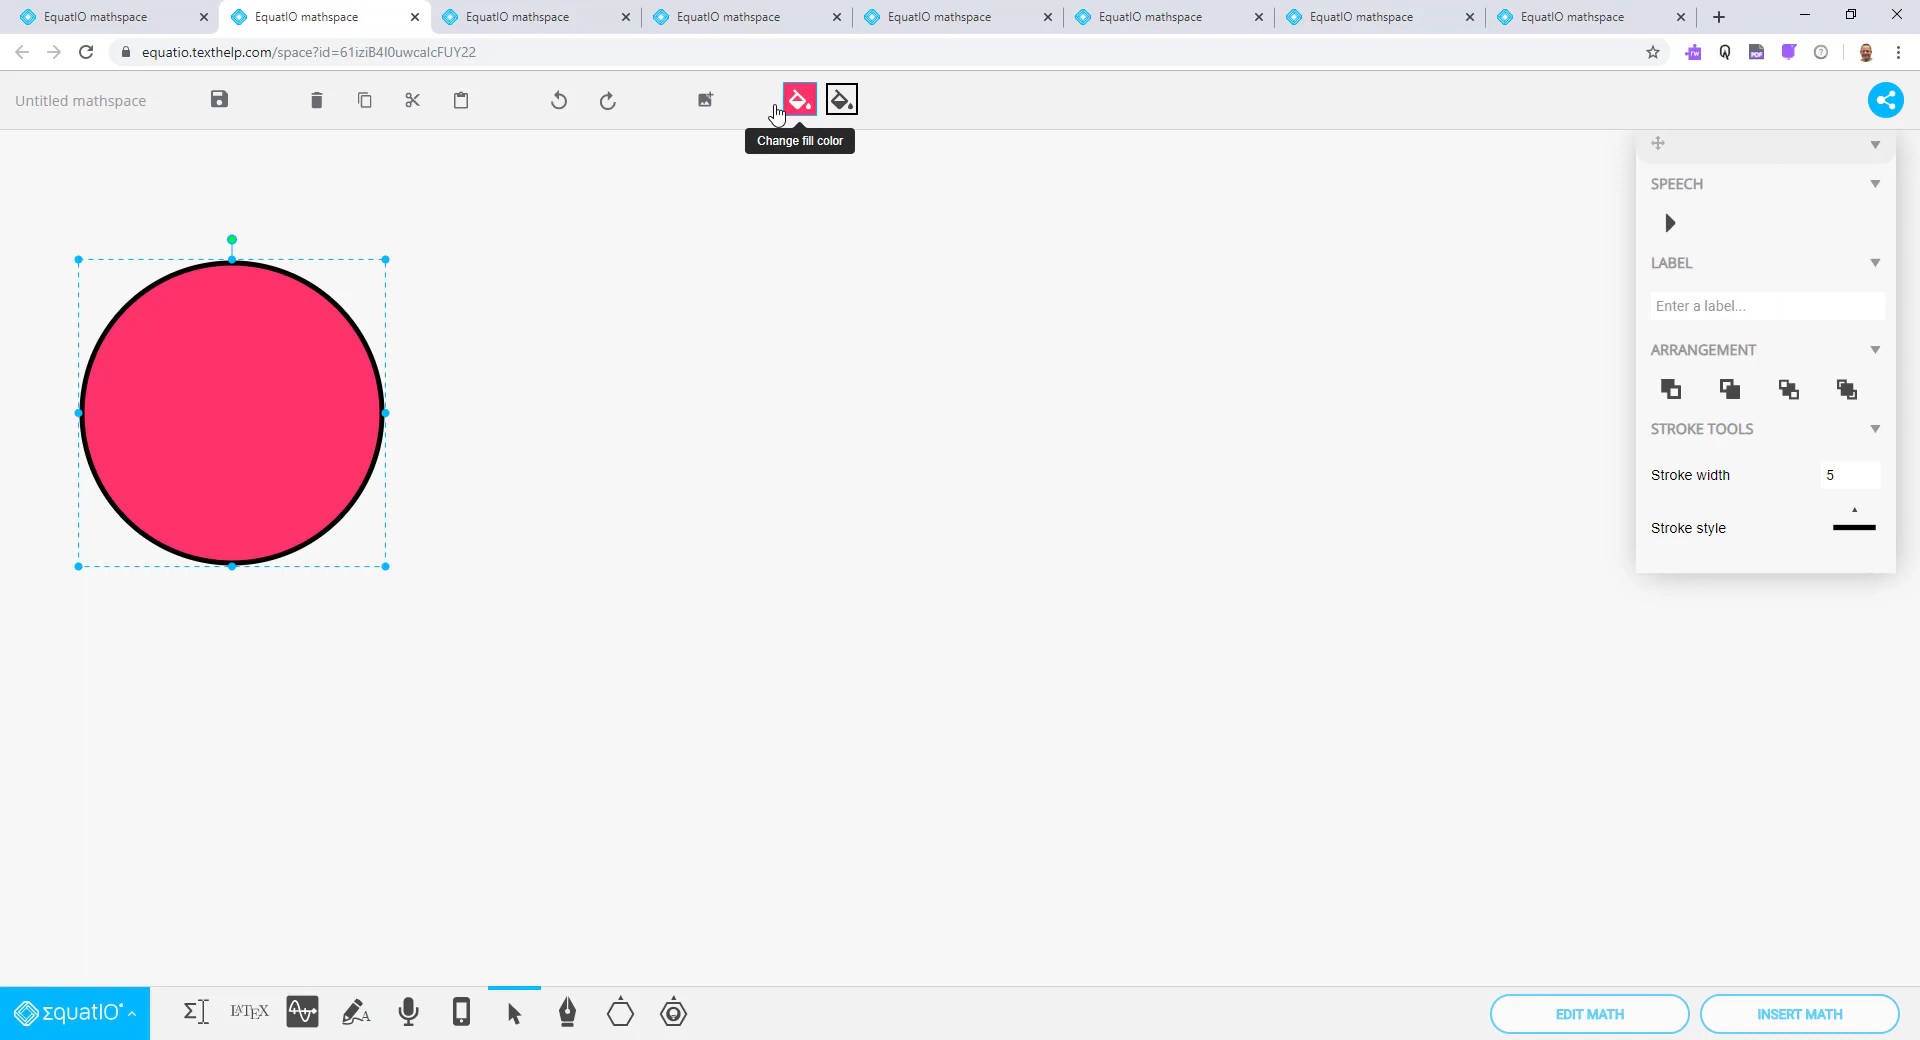 EquatIO mathspace EquatIO mathspace EquatIO mathspace EquatIO mathspace EquatIO mathspace EquatIO mathspace EquatIO mathspace EquatIO mathspace
equatio.texthelp.com/space?id=61iziB4I0uwcalcFUY22
Untitled mathspace
Change fill color
SPEECH
LABEL
Enter a label...
ARRANGEMENT
STROKE TOOLS
Stroke width 5
Stroke style
ΣquatIO LATEX EDIT MATH INSERT MATH